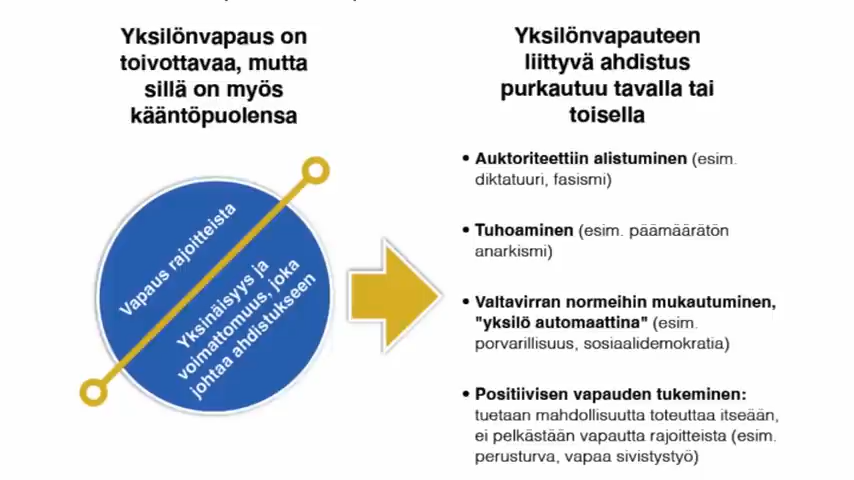 Yksilönvapaus on
toivottavaa, mutta
sillä on myös
kääntöpuolensa
Vapaus rajoitteista
Yksinäisyys ja
voimattomuus, joka
johtaa ahdistukseen
Yksilönvapauteen
liittyvä ahdistus
purkautuu tavalla tai
toisella
• Auktoriteettiin alistuminen (esim.
diktatuuri, fasismi)
• Tuhoaminen (esim. päämäärätön
anarkismi)
• Valtavirran normeihin mukautuminen,
"yksilö automaattina" (esim.
porvarillisuus, sosiaalidemokratia)
• Positiivisen vapauden tukeminen:
tuetaan mahdollisuutta toteuttaa itseään,
ei pelkästään vapautta rajoitteista (esim.
perusturva, vapaa sivistystyö)